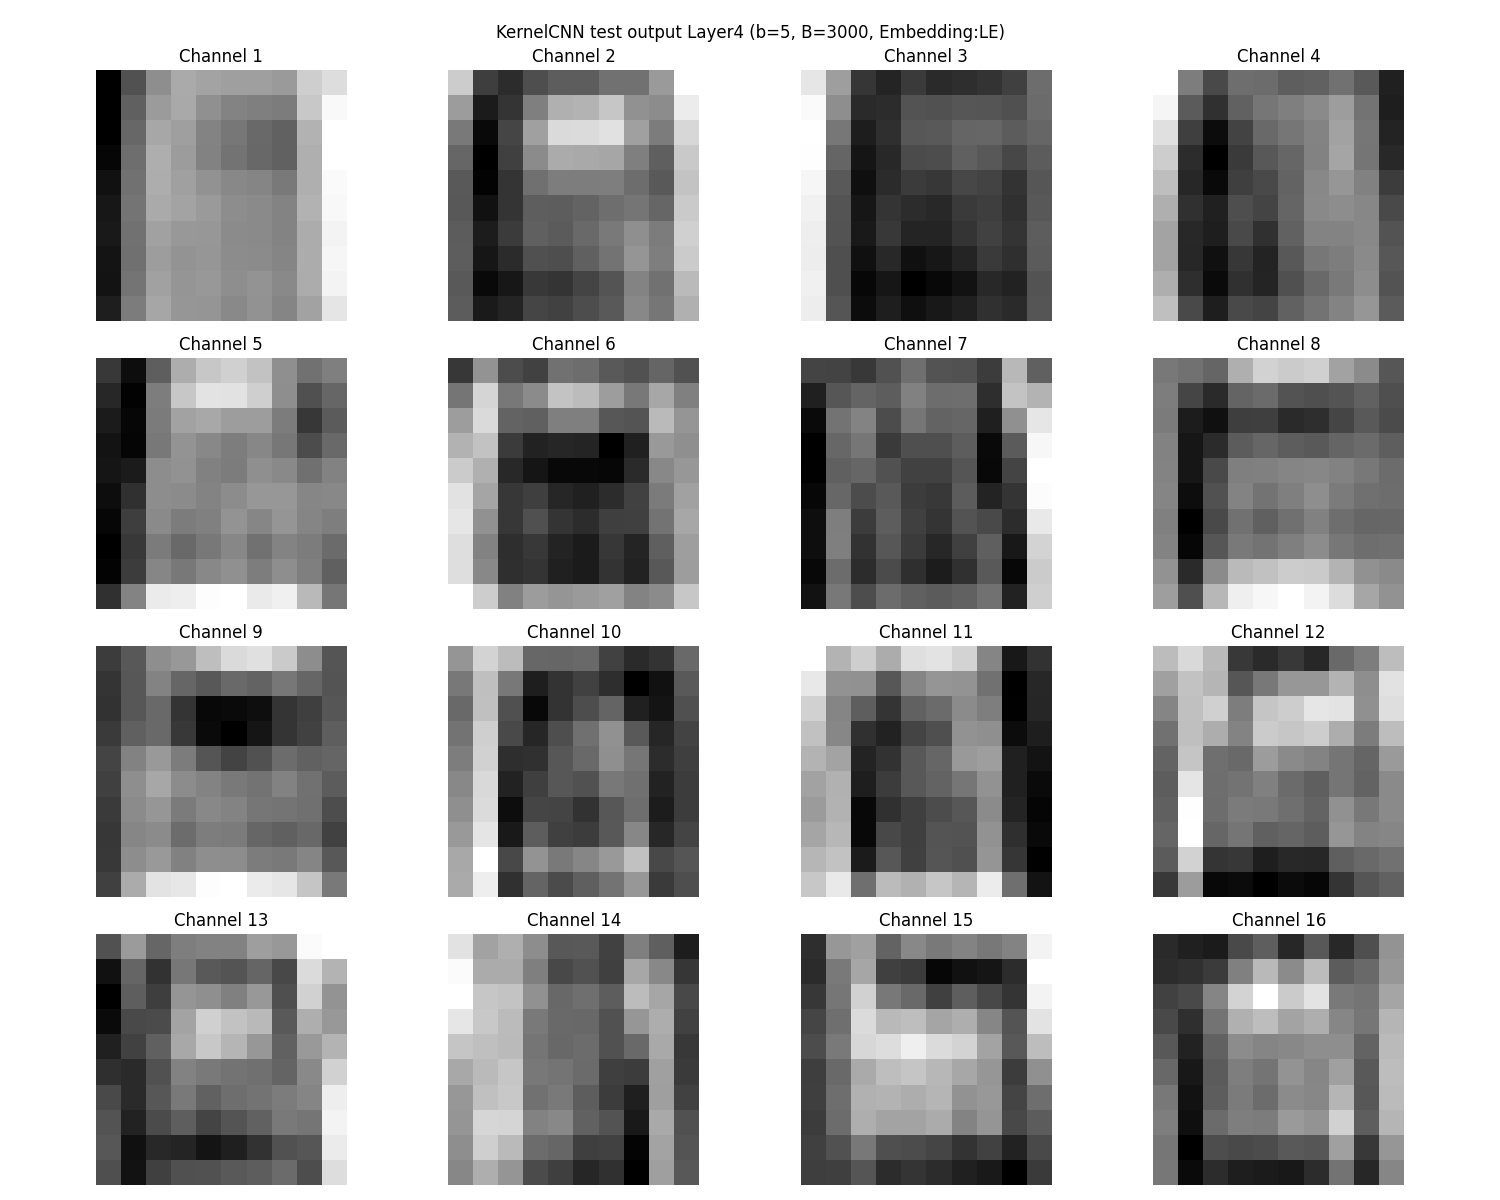 KernelCNN test output Layer4 (b=5, B=3000, Embedding:LE)
Channel 1
Channel 2
Channel 3
Channel 4
Channel 5
Channel 6
Channel 7
Channel 8
Channel 9
Channel 10
Channel 11
Channel 12
Channel 13
Channel 14
Channel 15
Channel 16